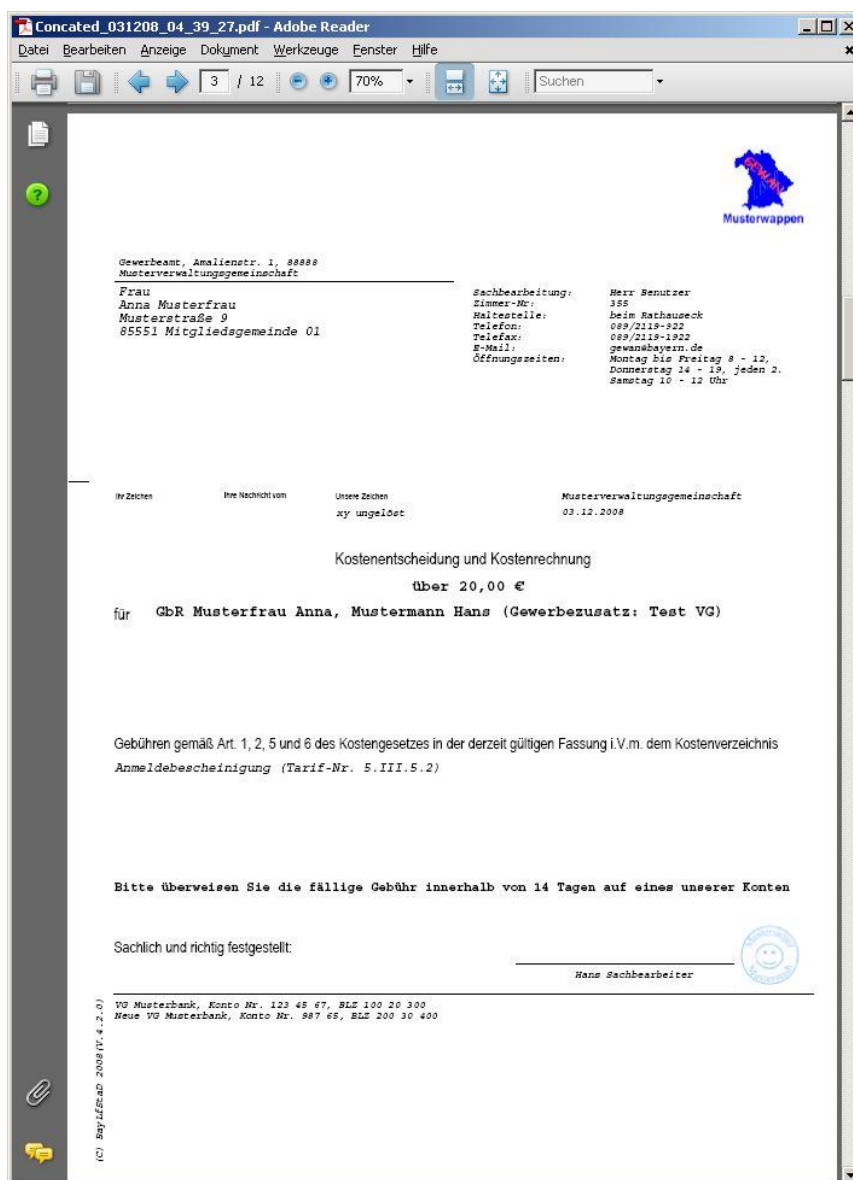 Concated_031208_04_39_27.pdf - Adobe Reader
Datei Bearbeiten Anzeige Dokument Werkzeuge Fenster Hilfe
3 / 12 70% Suchen
GEWAN
Musterwappen
Gewerbeamt, Amalienstr. 1, 88888
Musterverwaltungsgemeinschaft
Frau
Anna Musterfrau
Musterstraße 9
85551 Mitgliedsgemeinde 01
Sachbearbeitung: Herr Benutzer
Zimmer-Nr: 355
Haltestelle: beim Rathauseck
Telefon: 089/2119-922
Telefax: 089/2119-1922
E-Mail: gewan@bayern.de
Öffnungszeiten: Montag bis Freitag 8 - 12,
Donnerstag 14 - 19, jeden 2.
Samstag 10 - 12 Uhr
Ihr Zeichen Ihre Nachricht vom Unsere Zeichen Musterverwaltungsgemeinschaft
xy ungelöst 03.12.2008
Kostenentscheidung und Kostenrechnung
über 20,00 €
für GbR Musterfrau Anna, Mustermann Hans (Gewerbezusatz: Test VG)
Gebühren gemäß Art. 1, 2, 5 und 6 des Kostengesetzes in der derzeit gültigen Fassung i.V.m. dem Kostenverzeichnis
Anmeldebescheinigung (Tarif-Nr. 5.III.5.2)
Bitte überweisen Sie die fällige Gebühr innerhalb von 14 Tagen auf eines unserer Konten
Sachlich und richtig festgestellt:
Hans Sachbearbeiter
VG Musterbank, Konto Nr. 123 45 67, BLZ 100 20 300
Neue VG Musterbank, Konto Nr. 987 65, BLZ 200 30 400
(C) BayLfStaD 2008(V.4.2.0)